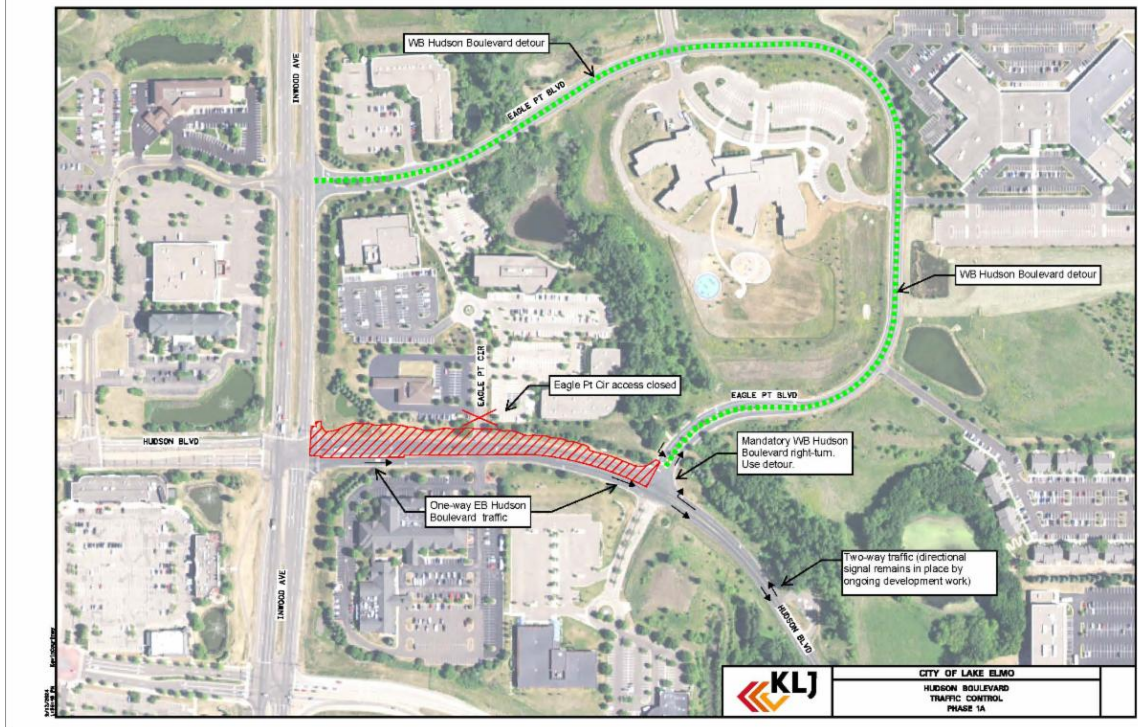 WB Hudson Boulevard detour
INWOOD AVE
EAGLE PT BLVD
WB Hudson Boulevard detour
EAGLE PT CIR
Eagle Pt Cir access closed
EAGLE PT BLVD
HUDSON BLVD
Mandatory WB Hudson
Boulevard right-turn.
Use detour.
One-way EB Hudson
Boulevard traffic
Two-way traffic (directional
signal remains in place by
ongoing development work)
INWOOD AVE
HUDSON BLVD
KLJ
CITY OF LAKE ELMO
HUDSON BOULEVARD
TRAFFIC CONTROL
PHASE 1A